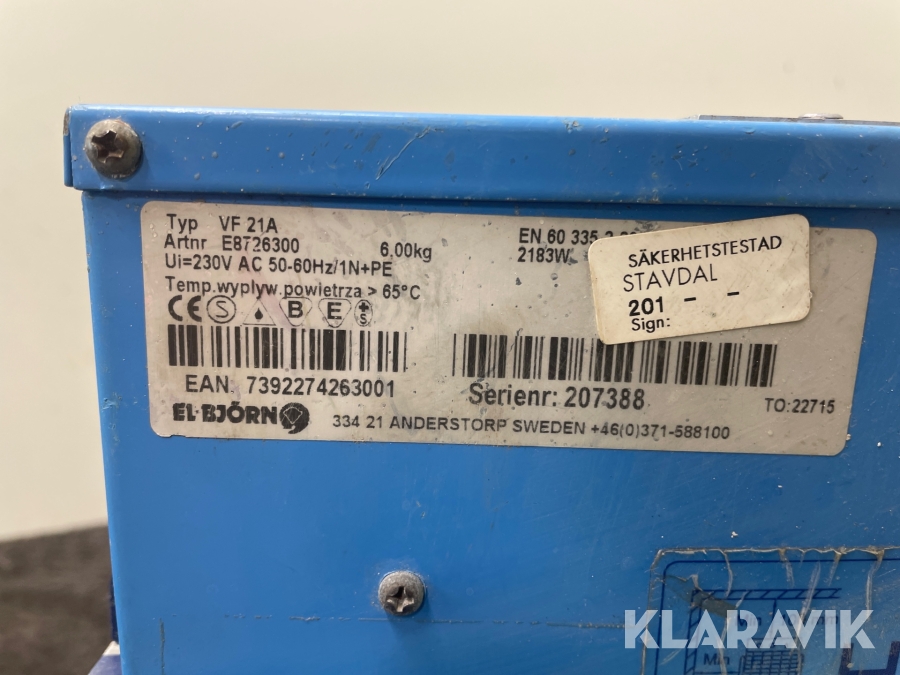 Typ VF 21A
Artnr E8726300 6.00kg
Ui=230V AC 50-60Hz/1N+PE
Temp.wyplyw.powietrza > 65°C
EN 60 335
2183W
CE S B E S
EAN: 7392274263001
Serienr: 207388
TO:22715
EL·BJÖRN
334 21 ANDERSTORP SWEDEN +46(0)371-588100
SÄKERHETSTESTAD
STAVDAL
201 - -
Sign:
Min
KLARAVIK